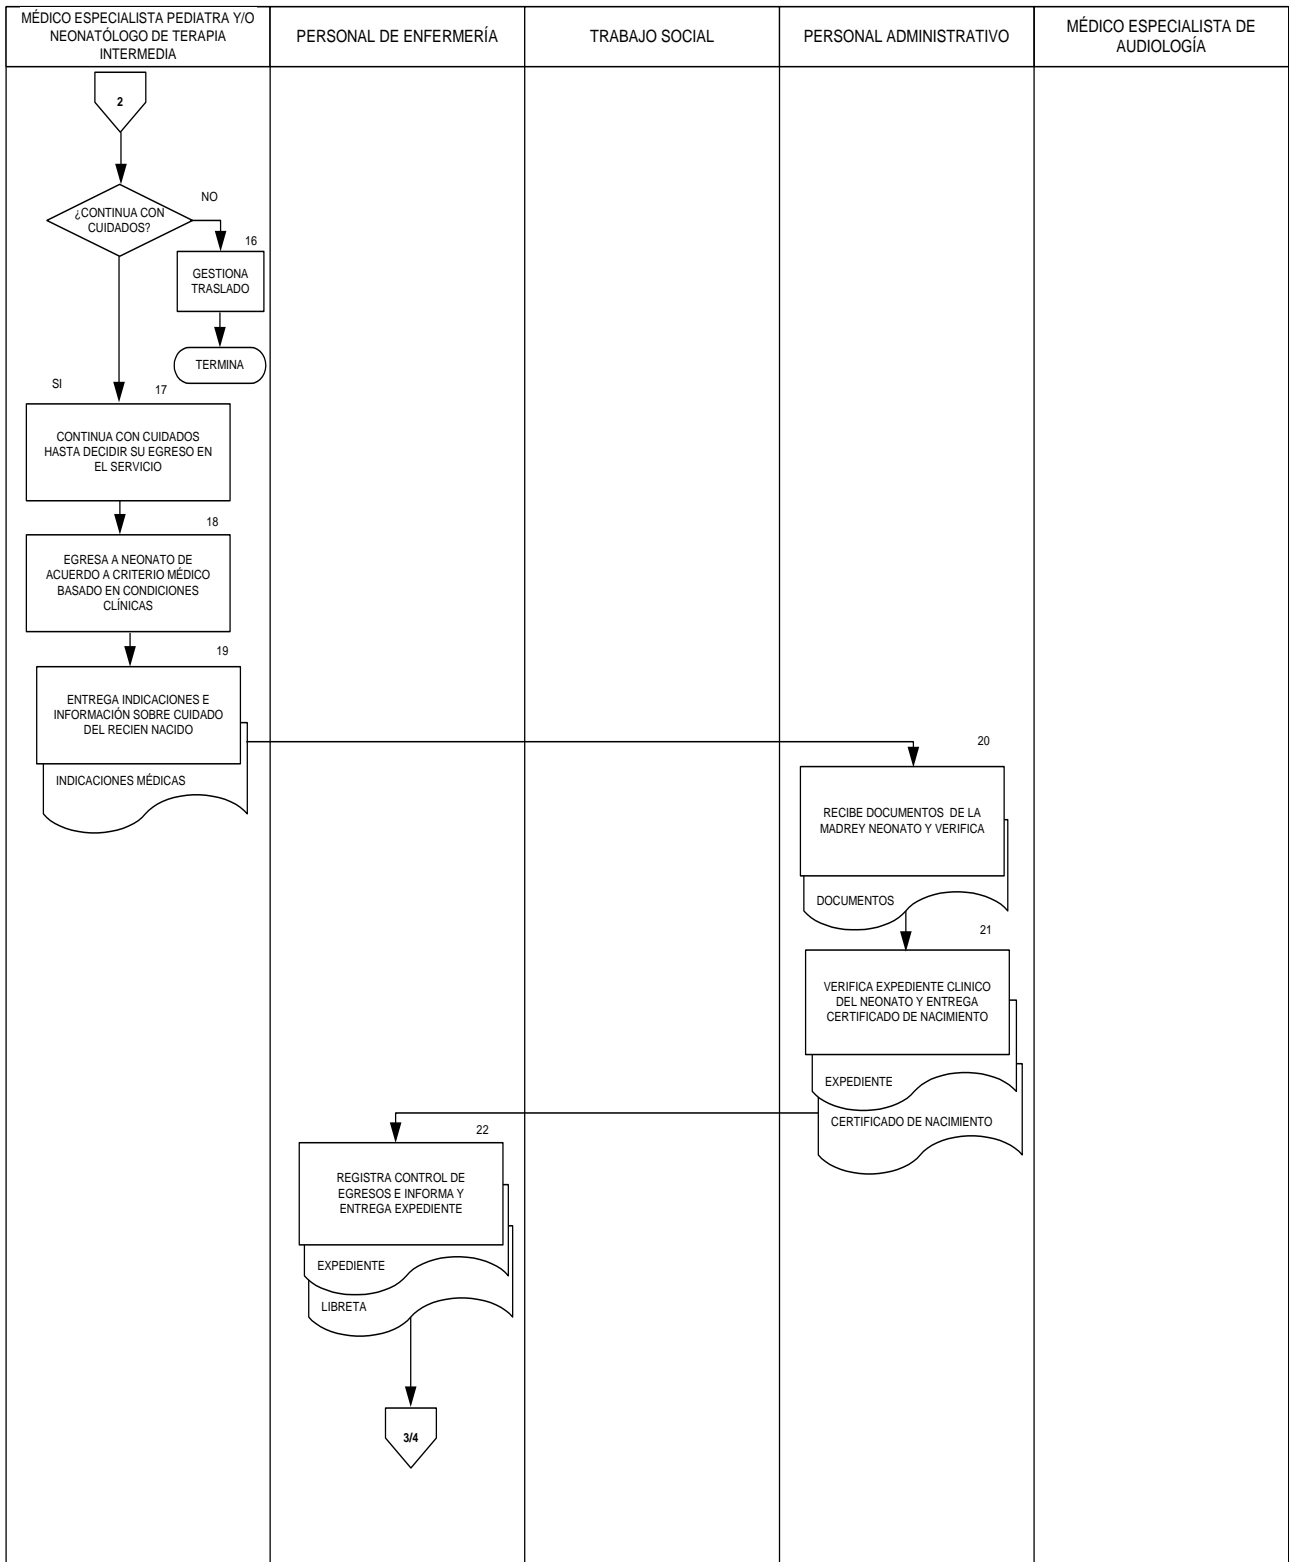 MÉDICO ESPECIALISTA PEDIATRA Y/O
NEONATÓLOGO DE TERAPIA
INTERMEDIA
PERSONAL DE ENFERMERÍA
TRABAJO SOCIAL
PERSONAL ADMINISTRATIVO
MÉDICO ESPECIALISTA DE
AUDIOLOGÍA
2
¿CONTINUA CON
CUIDADOS?
NO
16
GESTIONA
TRASLADO
TERMINA
SI
17
CONTINUA CON CUIDADOS
HASTA DECIDIR SU EGRESO EN
EL SERVICIO
18
EGRESA A NEONATO DE
ACUERDO A CRITERIO MÉDICO
BASADO EN CONDICIONES
CLÍNICAS
19
ENTREGA INDICACIONES E
INFORMACIÓN SOBRE CUIDADO
DEL RECIEN NACIDO
INDICACIONES MÉDICAS
20
RECIBE DOCUMENTOS DE LA
MADREY NEONATO Y VERIFICA
DOCUMENTOS
21
VERIFICA EXPEDIENTE CLINICO
DEL NEONATO Y ENTREGA
CERTIFICADO DE NACIMIENTO
EXPEDIENTE
CERTIFICADO DE NACIMIENTO
22
REGISTRA CONTROL DE
EGRESOS E INFORMA Y
ENTREGA EXPEDIENTE
EXPEDIENTE
LIBRETA
3/4